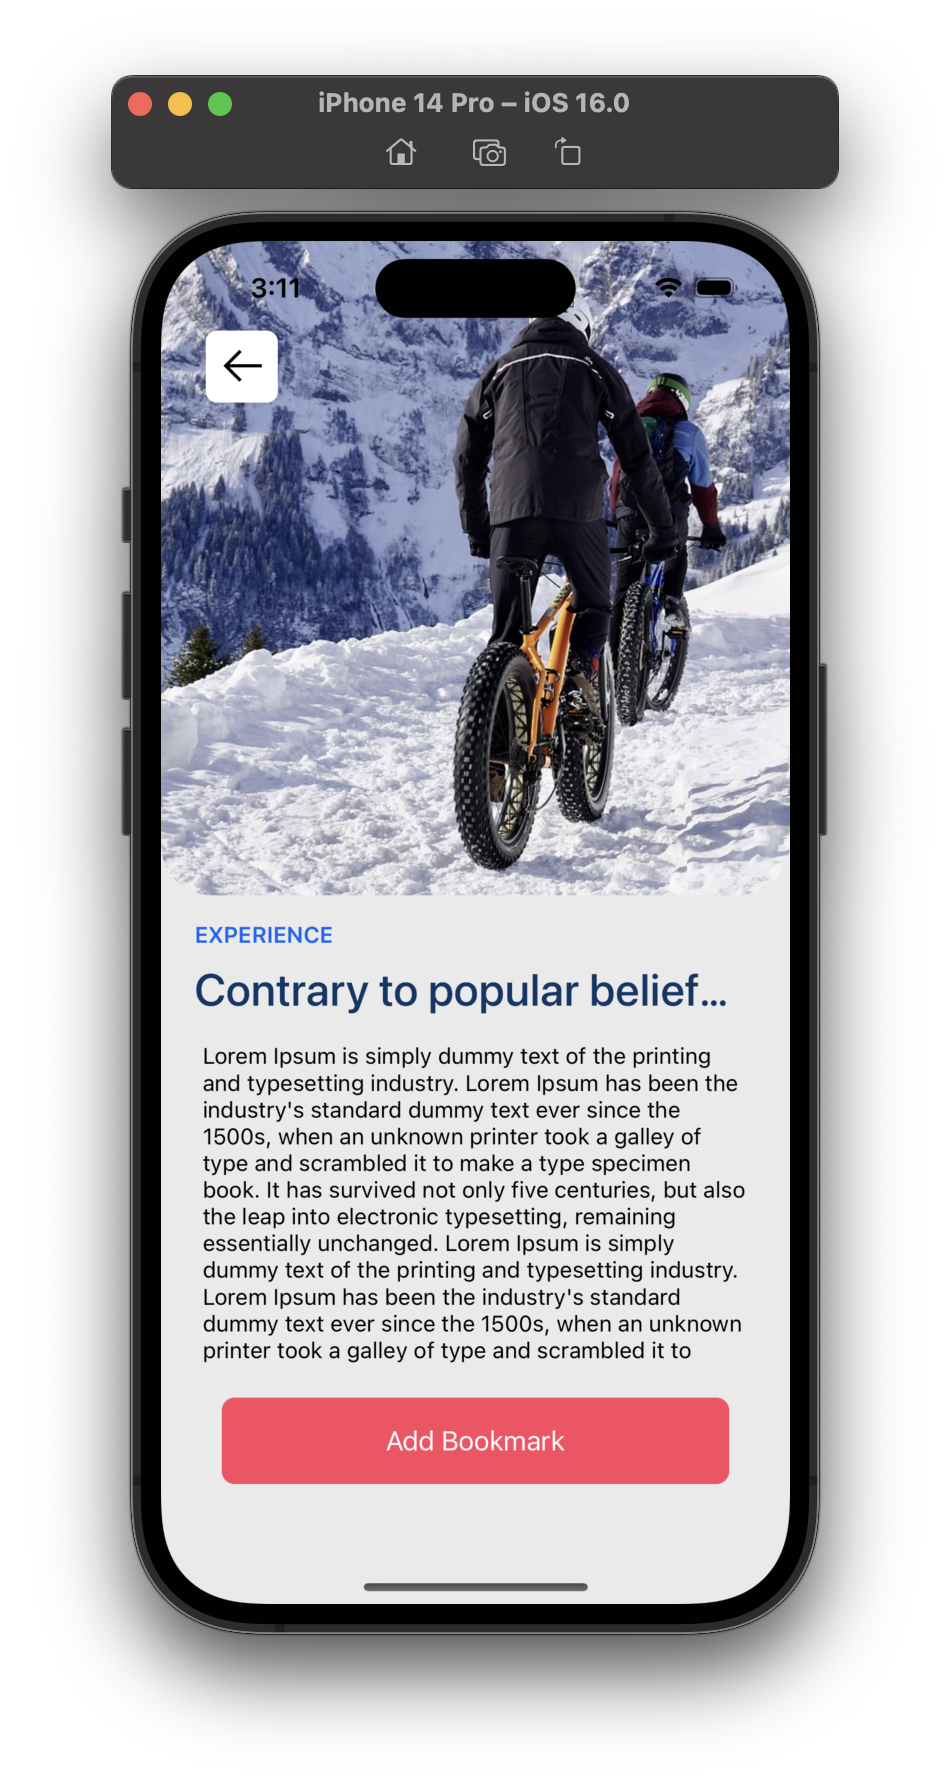 iPhone 14 Pro – iOS 16.0
3:11
EXPERIENCE
Contrary to popular belief...
Lorem Ipsum is simply dummy text of the printing
and typesetting industry. Lorem Ipsum has been the
industry's standard dummy text ever since the
1500s, when an unknown printer took a galley of
type and scrambled it to make a type specimen
book. It has survived not only five centuries, but also
the leap into electronic typesetting, remaining
essentially unchanged. Lorem Ipsum is simply
dummy text of the printing and typesetting industry.
Lorem Ipsum has been the industry's standard
dummy text ever since the 1500s, when an unknown
printer took a galley of type and scrambled it to
Add Bookmark